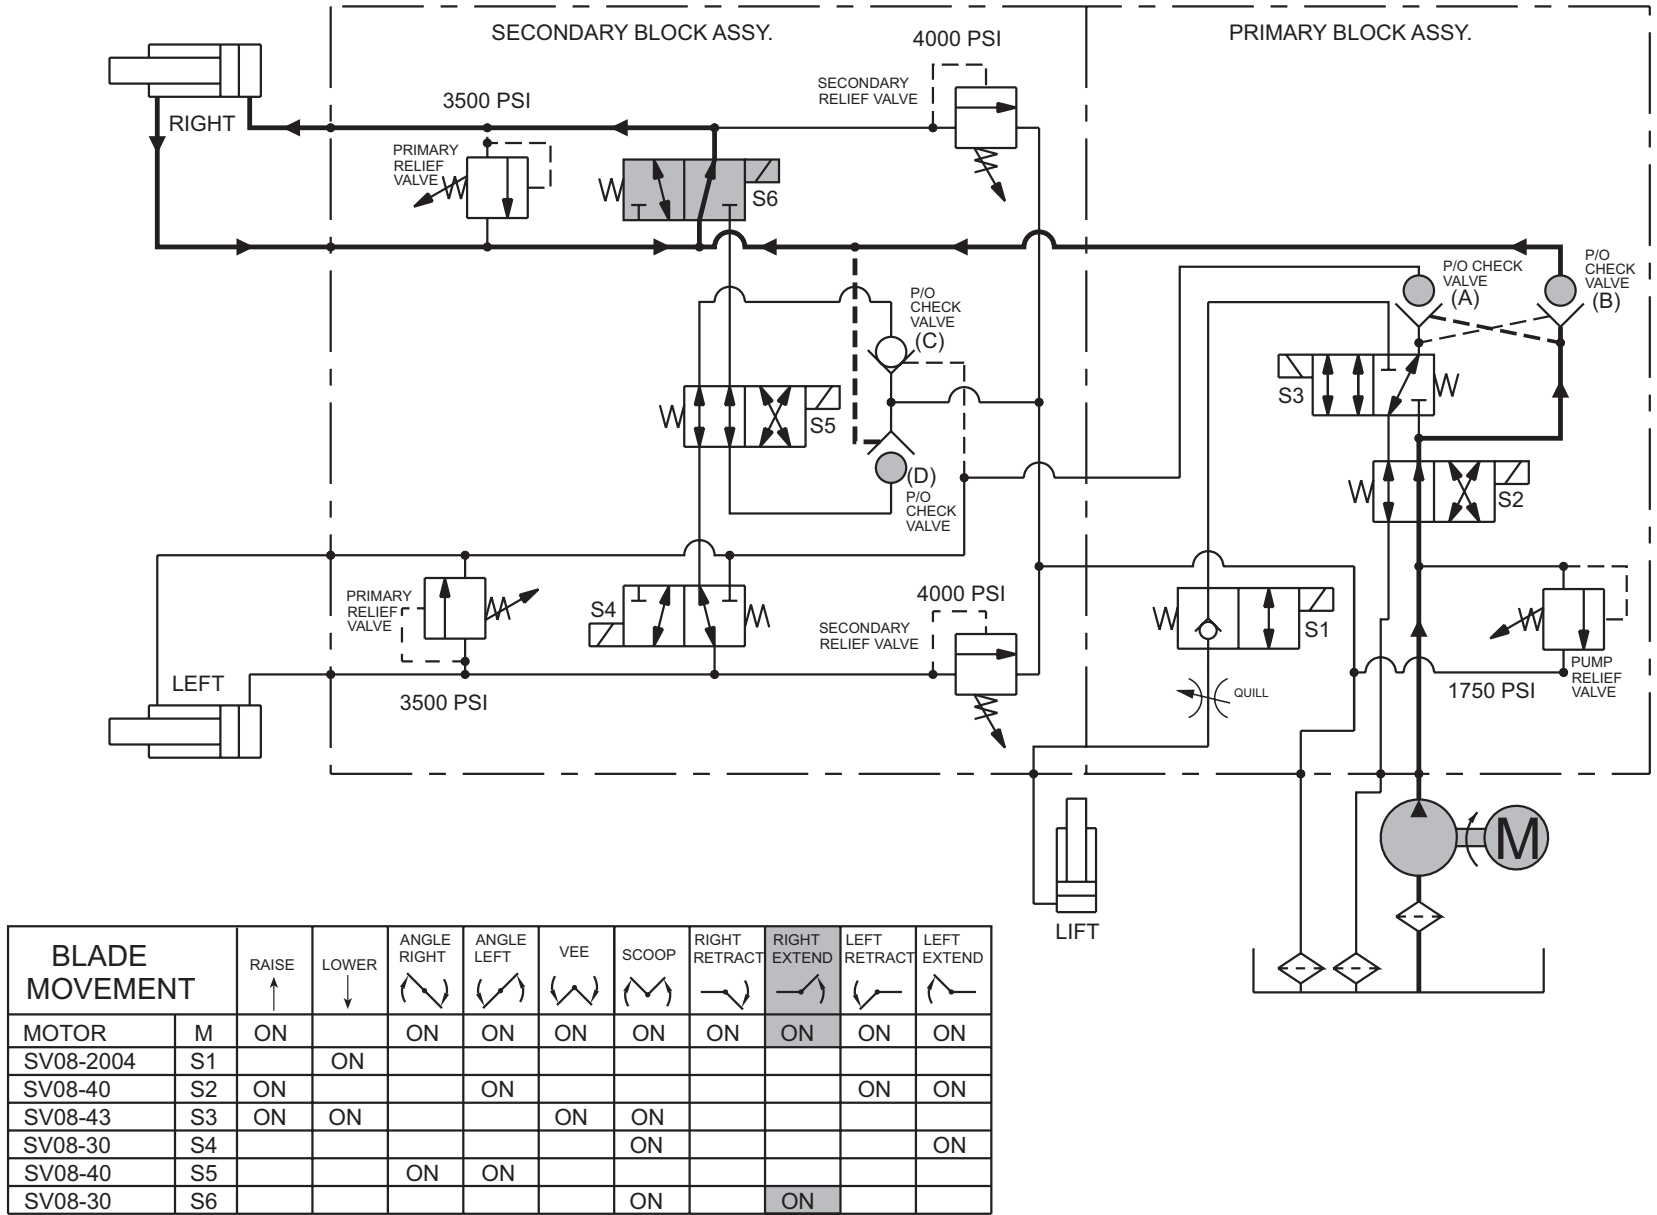 SECONDARY BLOCK ASSY.
PRIMARY BLOCK ASSY.
4000 PSI
SECONDARY
RELIEF VALVE
3500 PSI
RIGHT
PRIMARY
RELIEF
VALVE
S6
P/O
CHECK
VALVE
(C)
P/O CHECK
VALVE
(A)
P/O
CHECK
VALVE
(B)
S3
S5
(D)
P/O
CHECK
VALVE
S2
PRIMARY
RELIEF
VALVE
S4
4000 PSI
SECONDARY
RELIEF VALVE
S1
LEFT
3500 PSI
QUILL
1750 PSI
PUMP
RELIEF
VALVE
M
LIFT
BLADE
MOVEMENT
RAISE
LOWER
ANGLE
RIGHT
ANGLE
LEFT
VEE
SCOOP
RIGHT
RETRACT
RIGHT
EXTEND
LEFT
RETRACT
LEFT
EXTEND
MOTOR M ON ON ON ON ON ON ON ON ON
SV08-2004 S1 ON
SV08-40 S2 ON ON ON ON
SV08-43 S3 ON ON ON ON
SV08-30 S4 ON ON
SV08-40 S5 ON ON
SV08-30 S6 ON ON